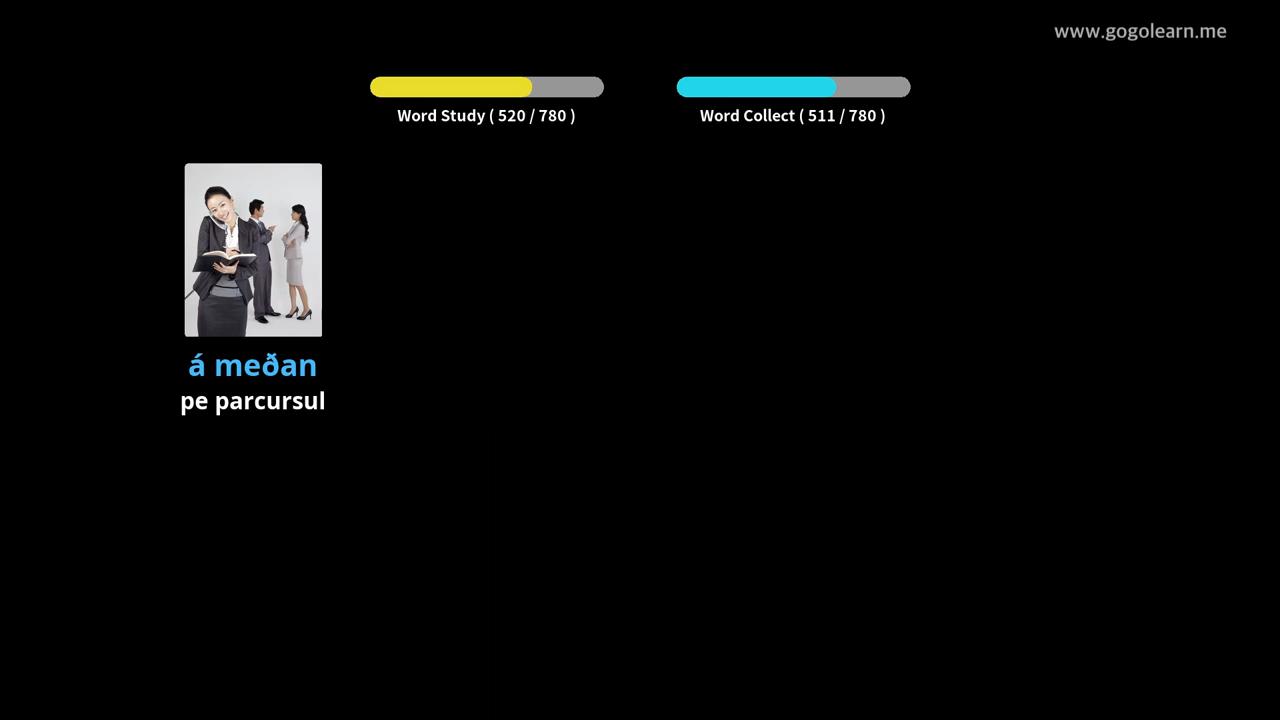 www.gogolearn.me
Word Study ( 520 / 780 )
Word Collect ( 511 / 780 )
á meðan
pe parcursul